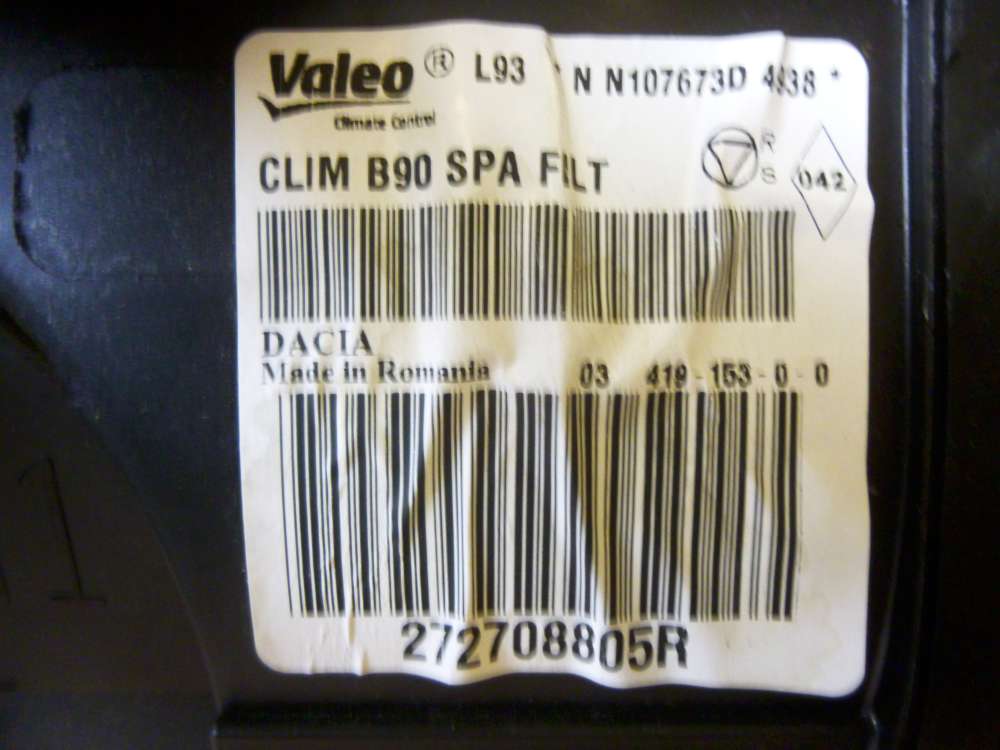 Valeo® L93 * N N107673D 4938 *
Climate Control
CLIM B90 SPA FILT
R
S
042
DACIA
Made in Romania 03 419-153-0-0
272708805R
1